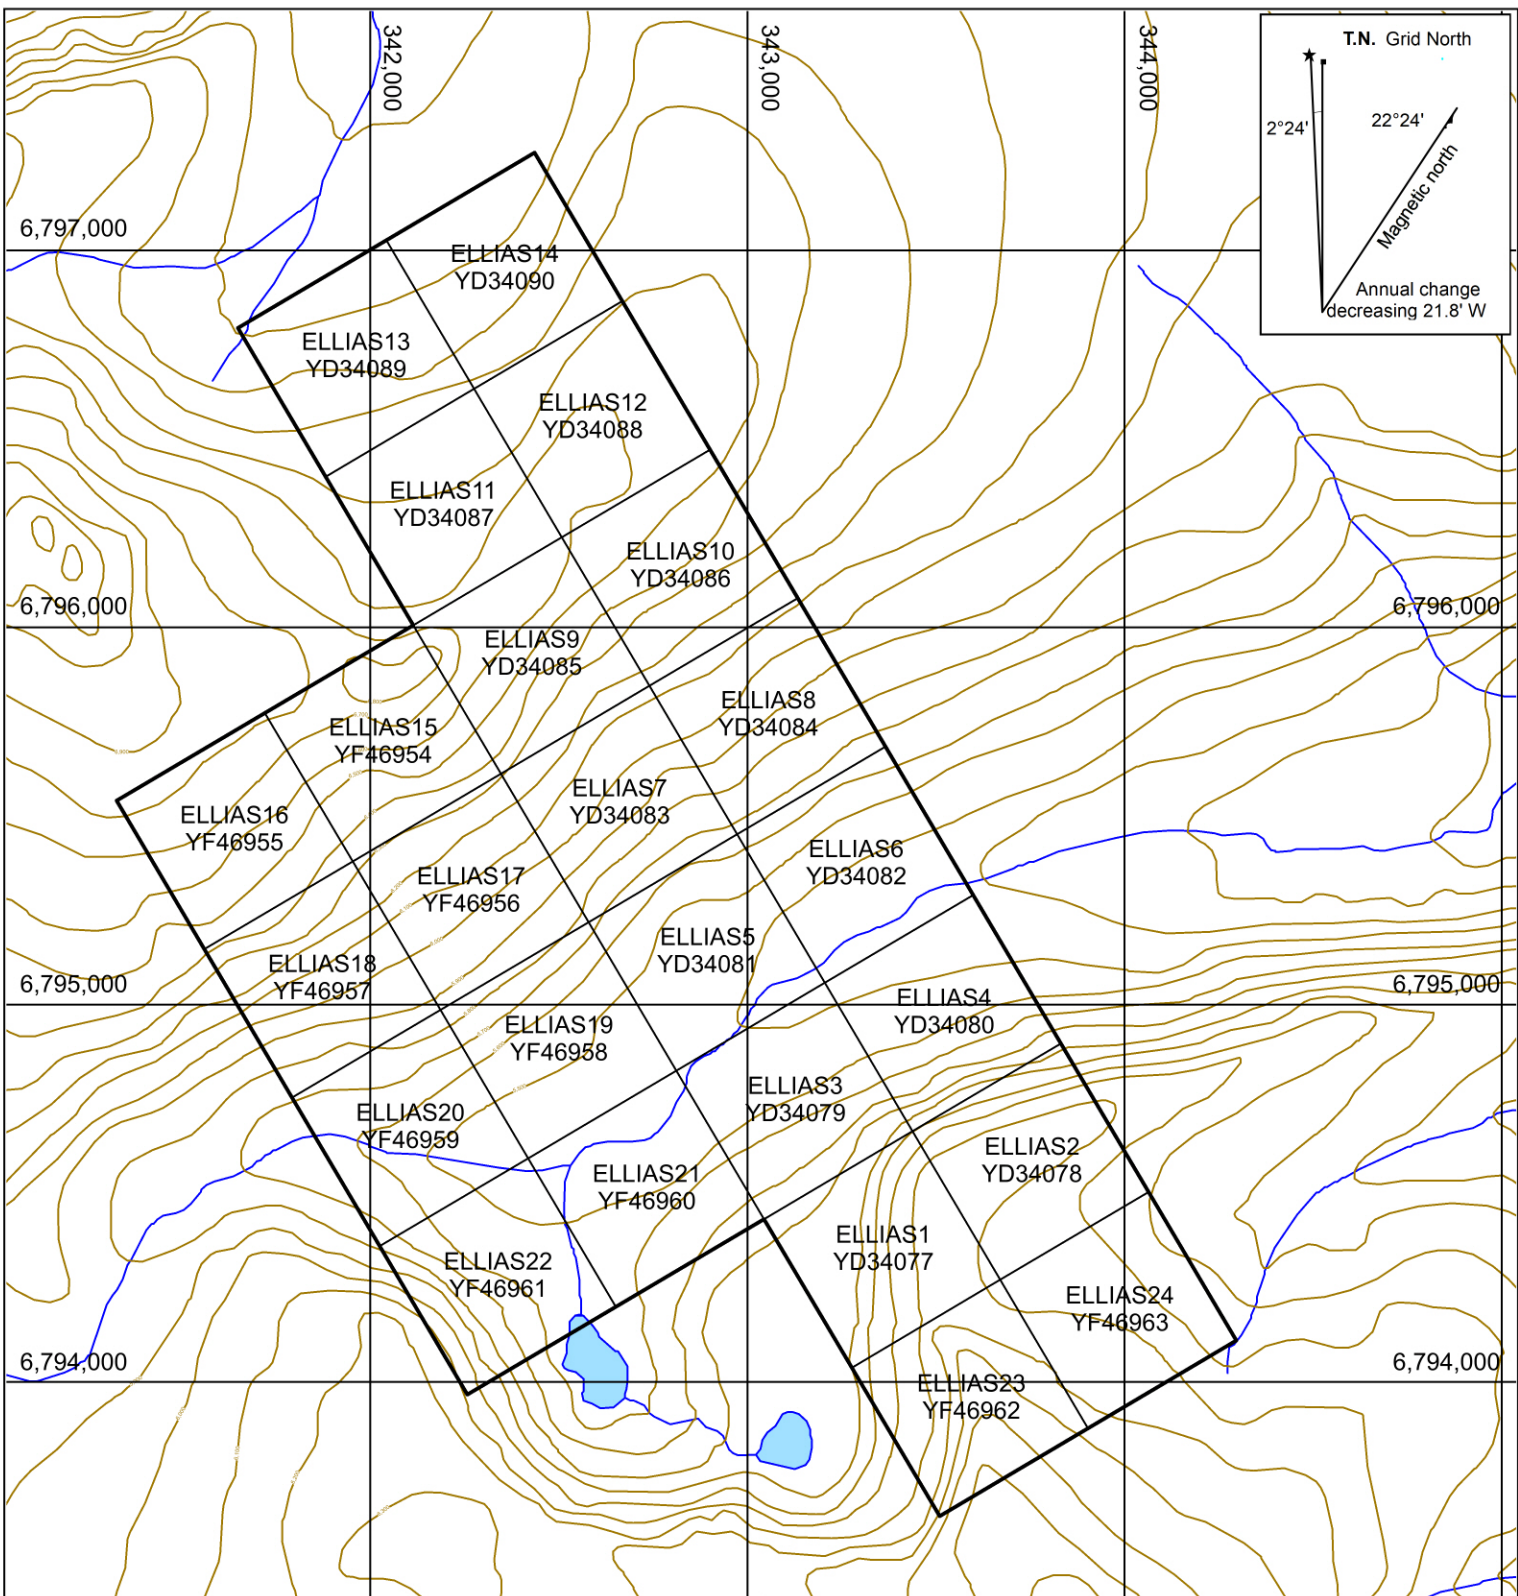 342,000
343,000
344,000
T.N. Grid North
2°24'
22°24'
Magnetic north
Annual change
decreasing 21.8' W
6,797,000
ELLIAS14
YD34090
ELLIAS13
YD34089
ELLIAS12
YD34088
ELLIAS11
YD34087
ELLIAS10
YD34086
6,796,000
6,796,000
ELLIAS9
YD34085
ELLIAS8
YD34084
ELLIAS15
YF46954
ELLIAS7
YD34083
ELLIAS16
YF46955
ELLIAS6
YD34082
ELLIAS17
YF46956
ELLIAS5
YD34081
ELLIAS18
YF46957
6,795,000
6,795,000
ELLIAS4
YD34080
ELLIAS19
YF46958
ELLIAS3
YD34079
ELLIAS20
YF46959
ELLIAS2
YD34078
ELLIAS21
YF46960
ELLIAS1
YD34077
ELLIAS22
YF46961
ELLIAS24
YF46963
6,794,000
6,794,000
ELLIAS23
YF46962